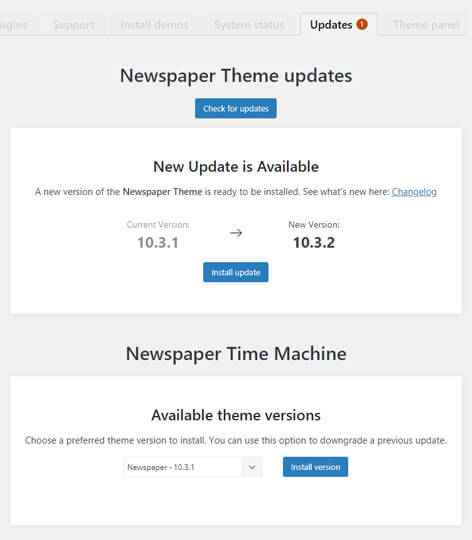 ugins Support Install demos System status Updates 1 Theme panel
Newspaper Theme updates
Check for updates
New Update is Available
A new version of the Newspaper Theme is ready to be installed. See what's new here: Changelog
Current Version: New Version:
10.3.1 → 10.3.2
Install update
Newspaper Time Machine
Available theme versions
Choose a preferred theme version to install. You can use this option to downgrade a previous update.
Newspaper - 10.3.1 Install version